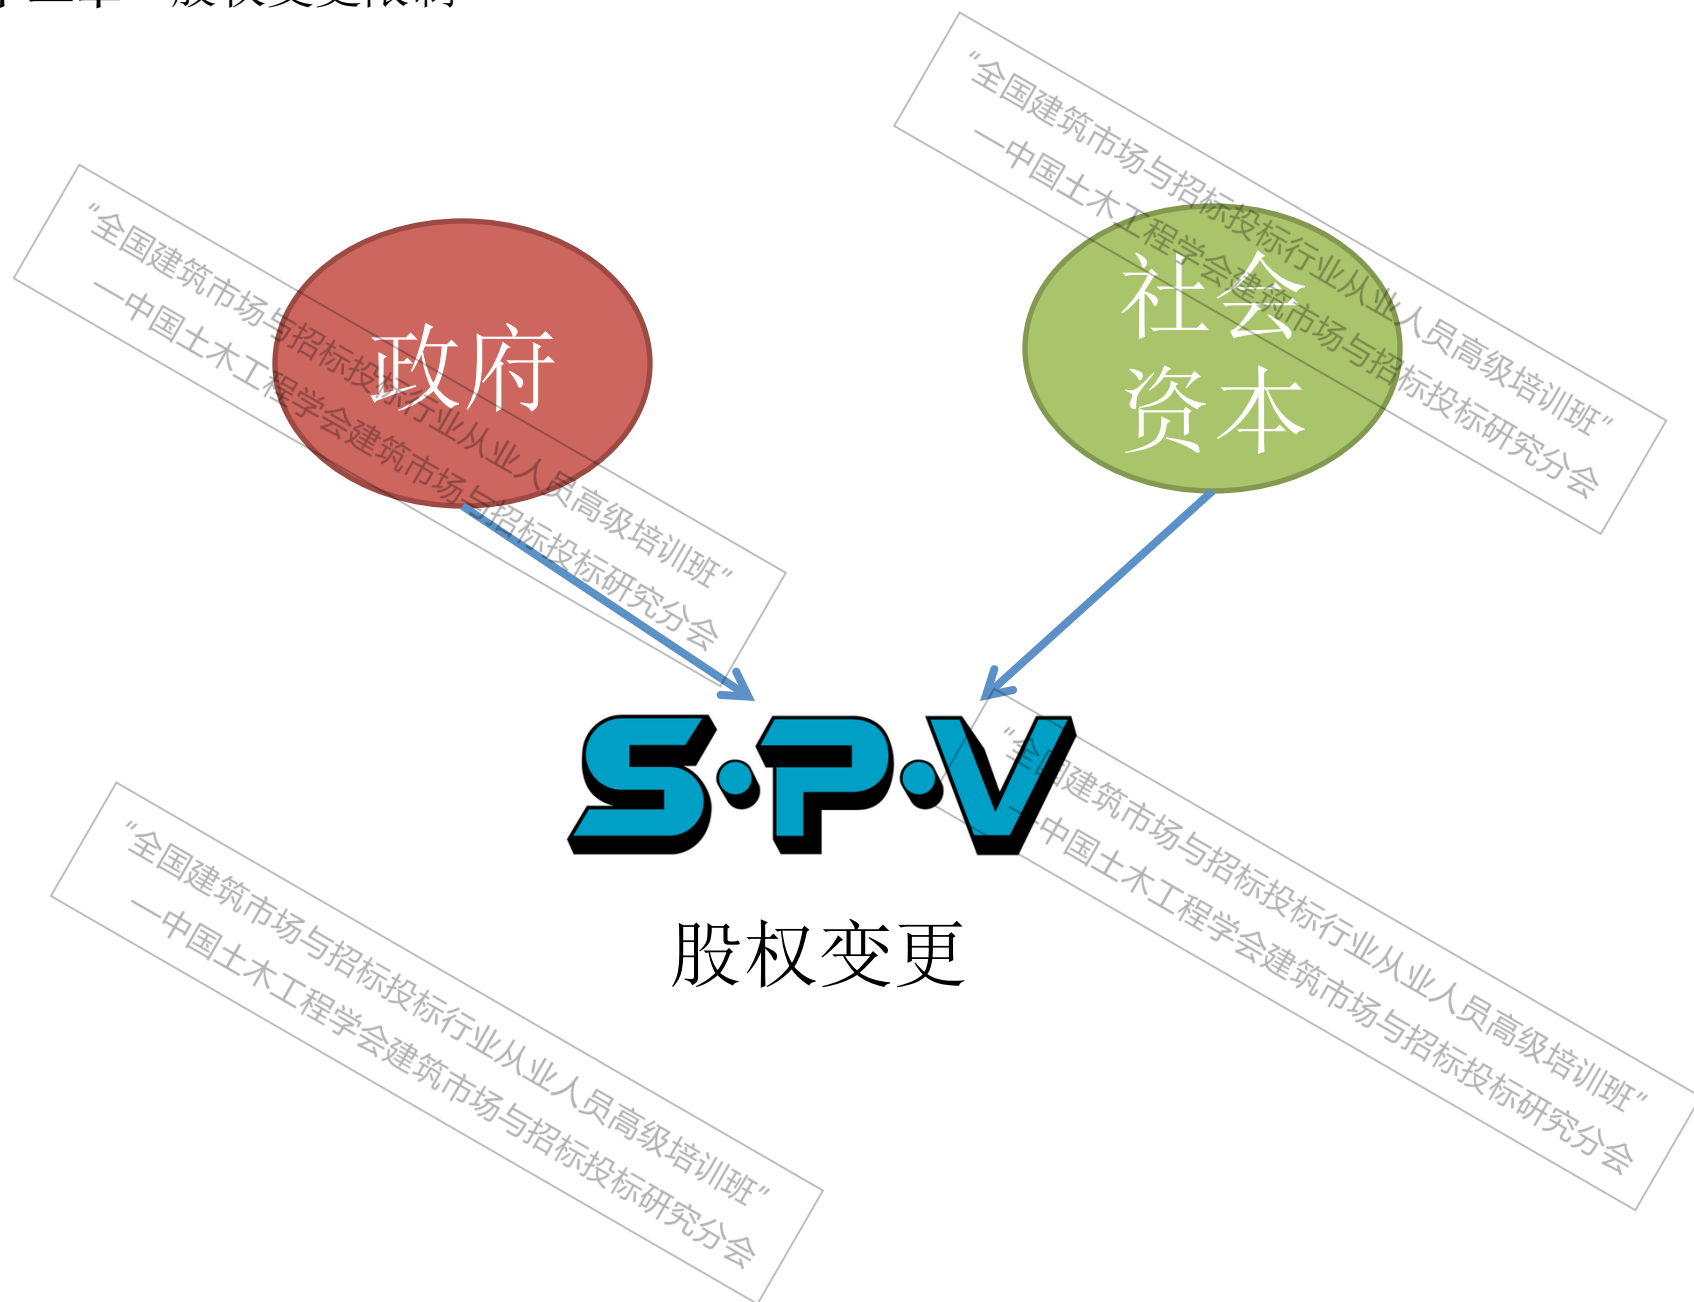 股权变更限制
“全国建筑市场与招标投标行业从业人员高级培训班”
—中国土木工程学会建筑市场与招标投标研究分会
“全国建筑市场与招标投标行业从业人员高级培训班”
—中国土木工程学会建筑市场与招标投标研究分会
政府
社会
资本
S·P·V
股权变更
“全国建筑市场与招标投标行业从业人员高级培训班”
—中国土木工程学会建筑市场与招标投标研究分会
“全国建筑市场与招标投标行业从业人员高级培训班”
—中国土木工程学会建筑市场与招标投标研究分会